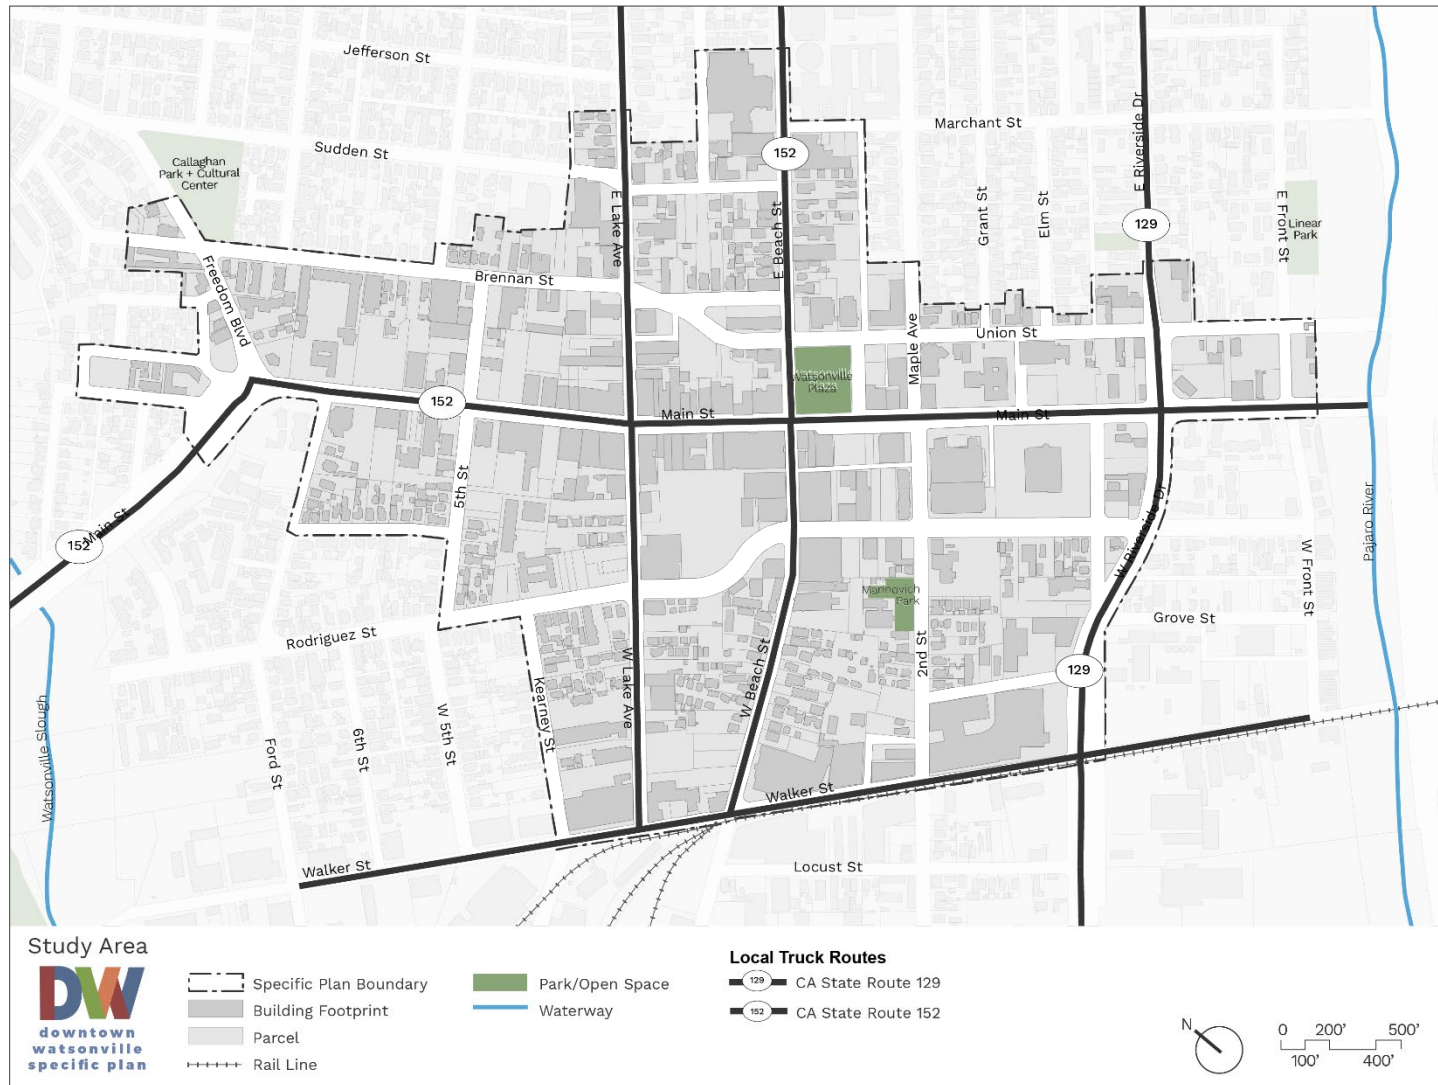 Jefferson St
Marchant St
E Riverside Dr
Sudden St
152
Callaghan
Park + Cultural
Center
E Lake Ave
E Beach St
Grant St
Elm St
129
E Front St
Linear
Park
Freedom Blvd
Brennan St
Union St
Maple Ave
Watsonville
Plaza
152
Main St
Main St
5th St
Main St
152
W Riverside Dr
W Front St
Pajaro River
Marinovich
Park
Grove St
Rodriguez St
2nd St
W Lake Ave
W Beach St
129
Kearney St
W 5th St
6th St
Ford St
Watsonville Slough
Walker St
Walker St
Locust St
Study Area
DW
downtown
watsonville
specific plan
Specific Plan Boundary
Building Footprint
Parcel
Rail Line
Park/Open Space
Waterway
Local Truck Routes
129 CA State Route 129
152 CA State Route 152
N
0 200' 500'
100' 400'